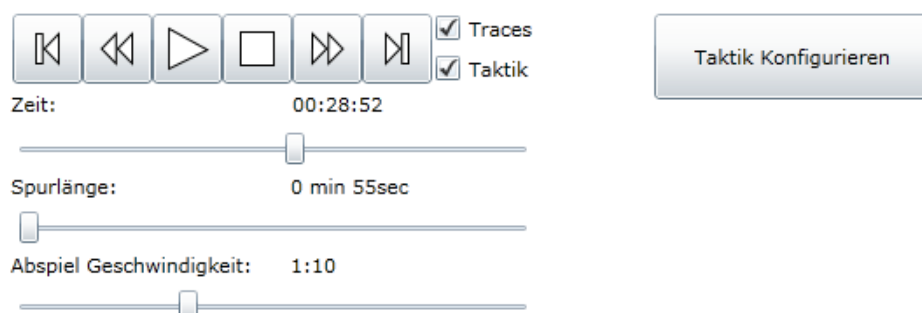 Traces
Taktik
Taktik Konfigurieren
Zeit: 00:28:52
Spurlänge: 0 min 55sec
Abspiel Geschwindigkeit: 1:10